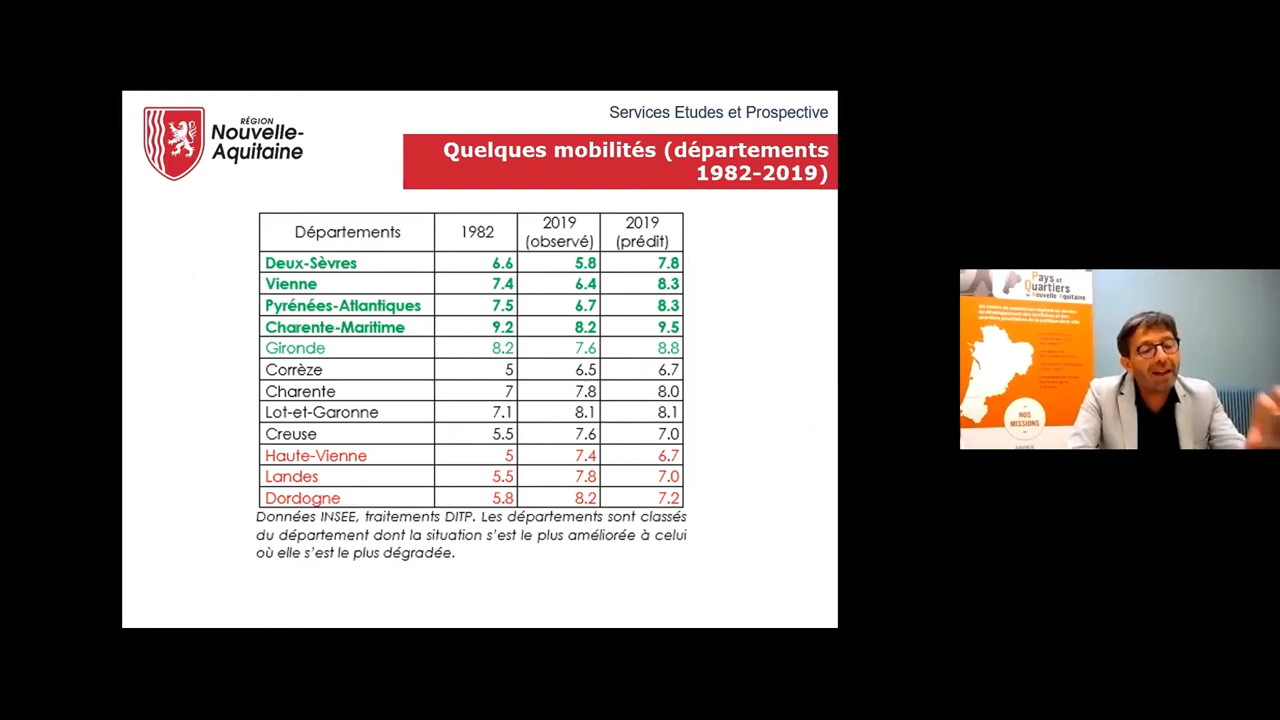 RÉGION
Nouvelle-
Aquitaine
Services Etudes et Prospective
Quelques mobilités (départements
1982-2019)
Départements 1982 2019 (observé) 2019 (prédit)
Deux-Sèvres 6.6 5.8 7.8
Vienne 7.4 6.4 8.3
Pyrénées-Atlantiques 7.5 6.7 8.3
Charente-Maritime 9.2 8.2 9.5
Gironde 8.2 7.6 8.8
Corrèze 5 6.5 6.7
Charente 7 7.8 8.0
Lot-et-Garonne 7.1 8.1 8.1
Creuse 5.5 7.6 7.0
Haute-Vienne 5 7.4 6.7
Landes 5.5 7.8 7.0
Dordogne 5.8 8.2 7.2
Données INSEE, traitements DITP. Les départements sont classés
du département dont la situation s'est le plus améliorée à celui
où elle s'est le plus dégradée.
Pays et
Quartiers
de Nouvelle-Aquitaine
NOS
MISSIONS